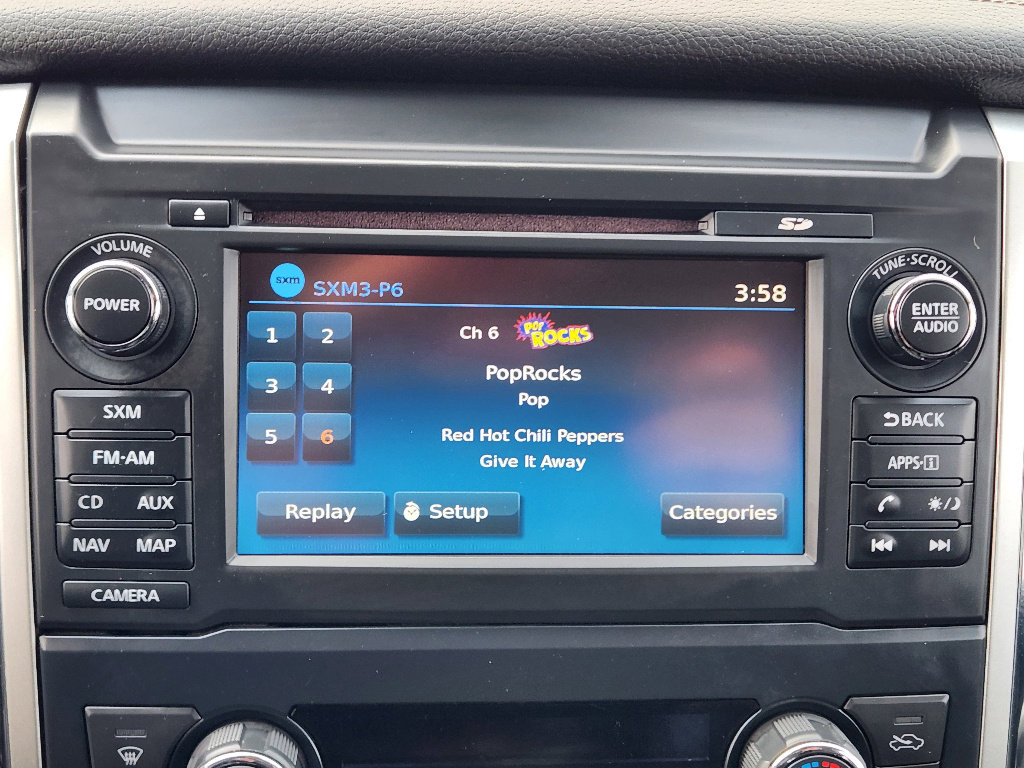 SD
VOLUME
POWER
TUNE·SCROLL
ENTER
AUDIO
sxm
SXM3-P6
3:58
1
2
Ch 6
POP ROCKS
3
4
PopRocks
Pop
5
6
Red Hot Chili Peppers
Give It Away
Replay
Setup
Categories
SXM
FM·AM
CD
AUX
NAV
MAP
CAMERA
BACK
APPS·i